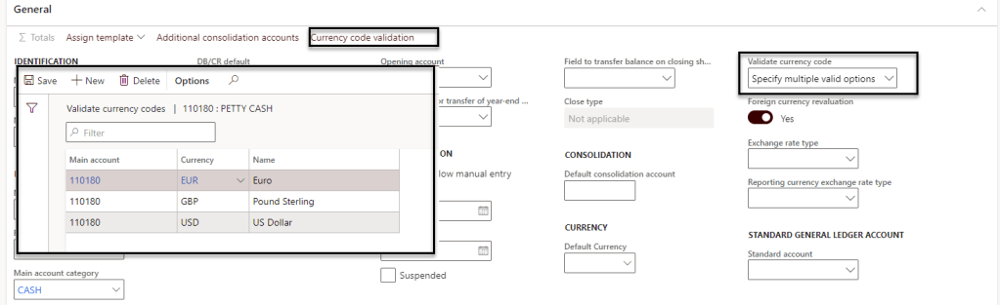 General
Σ Totals
Assign template
Additional consolidation accounts
Currency code validation
IDENTIFICATION
DB/CR default
Opening account
Field to transfer balance on closing sh...
Validate currency code
Specify multiple valid options
Save
New
Delete
Options
Validate currency codes | 110180 : PETTY CASH
Filter
Main account Currency Name
110180 EUR Euro
110180 GBP Pound Sterling
110180 USD US Dollar
or transfer of year-end ...
Close type
Not applicable
Foreign currency revaluation
Yes
Exchange rate type
ON
CONSOLIDATION
low manual entry
Default consolidation account
Reporting currency exchange rate type
CURRENCY
STANDARD GENERAL LEDGER ACCOUNT
Default Currency
Standard account
Main account category
CASH
Suspended